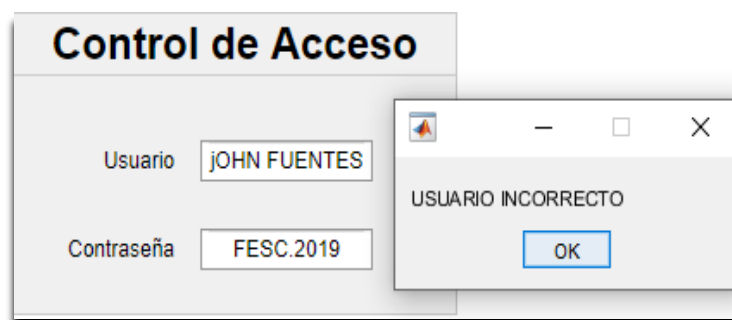 Control de Acceso
Usuario jOHN FUENTES
Contraseña FESC.2019
USUARIO INCORRECTO
OK